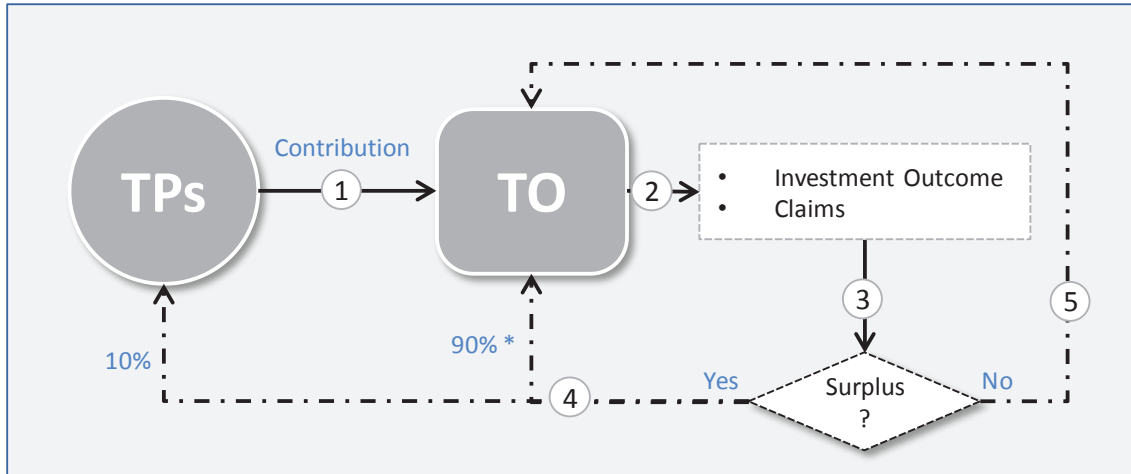 Contribution
TPs
1
TO
2
• Investment Outcome
• Claims
3
5
10%
90% *
Yes
Surplus
?
No
4